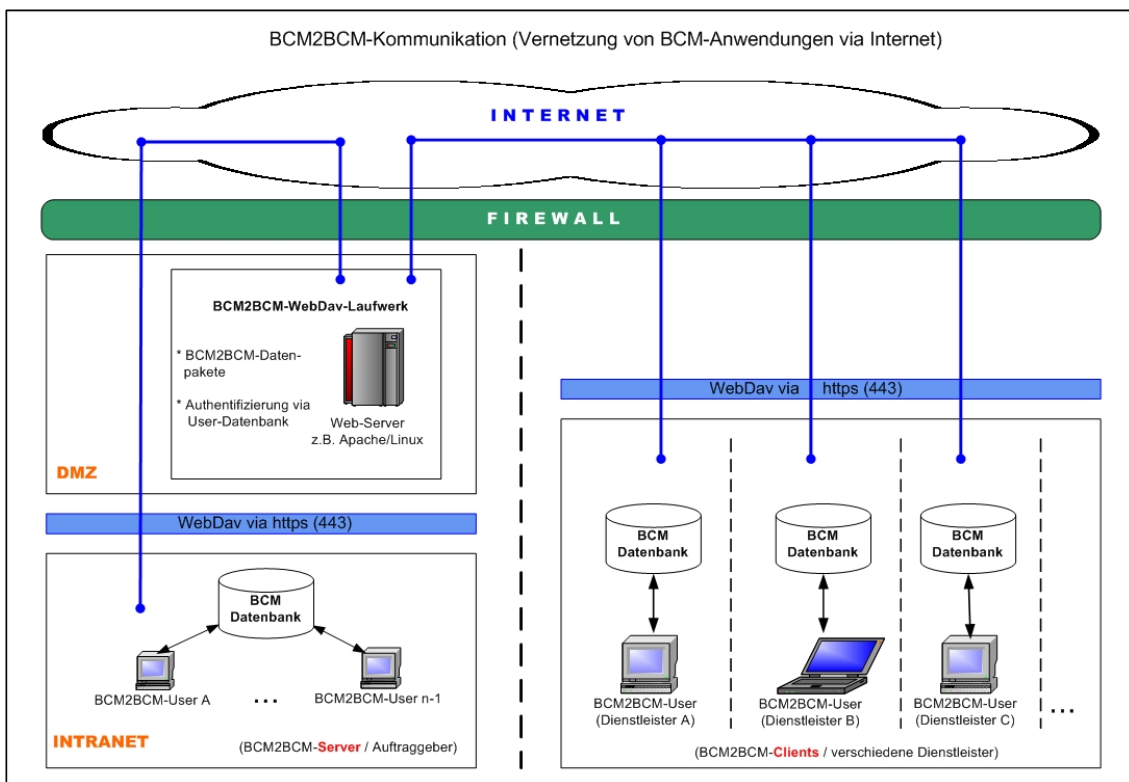 BCM2BCM-Kommunikation (Vernetzung von BCM-Anwendungen via Internet)
INTERNET
FIREWALL
BCM2BCM-WebDav-Laufwerk
* BCM2BCM-Daten-
pakete
* Authentifizierung via
User-Datenbank
Web-Server
z.B. Apache/Linux
DMZ
WebDav via https (443)
BCM
Datenbank
BCM2BCM-User A
...
BCM2BCM-User n-1
INTRANET
(BCM2BCM-Server / Auftraggeber)
WebDav via https (443)
BCM
Datenbank
BCM
Datenbank
BCM
Datenbank
BCM2BCM-User
(Dienstleister A)
BCM2BCM-User
(Dienstleister B)
BCM2BCM-User
(Dienstleister C)
...
(BCM2BCM-Clients / verschiedene Dienstleister)